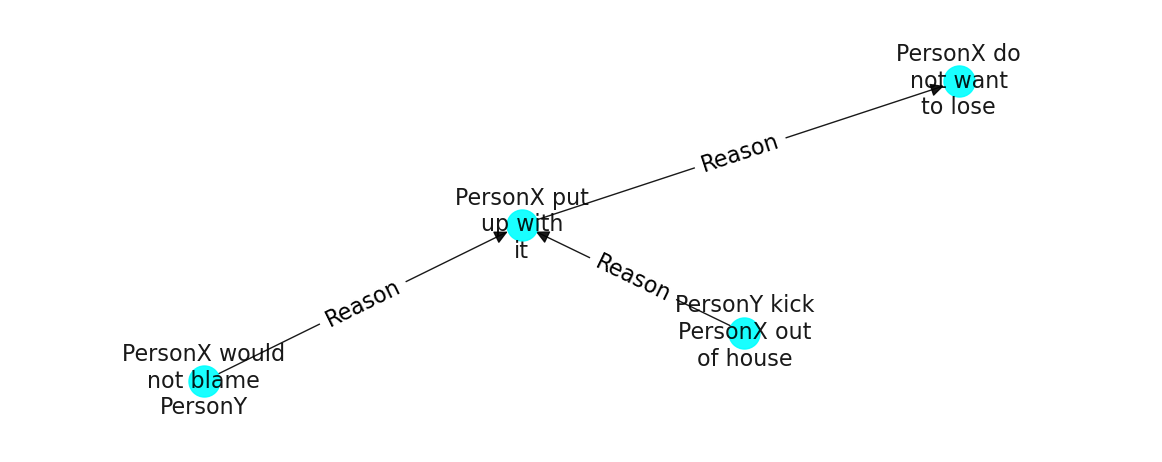 PersonX do
not want
to lose
Reason
PersonX put
up with
it
Reason
Reason
PersonY kick
PersonX out
of house
PersonX would
not blame
PersonY